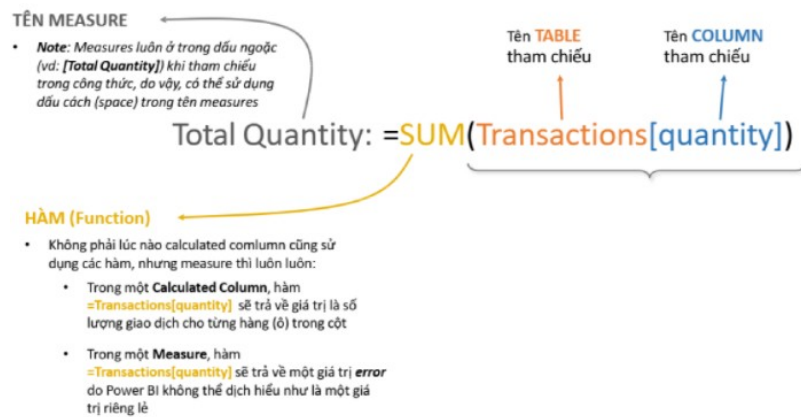 TÊN MEASURE
• Note: Measures luôn ở trong dấu ngoặc
(vd: [Total Quantity]) khi tham chiếu
trong công thức, do vậy, có thể sử dụng
dấu cách (space) trong tên measures
Tên TABLE
tham chiếu
Tên COLUMN
tham chiếu
Total Quantity: =SUM(Transactions[quantity])
HÀM (Function)
• Không phải lúc nào calculated comlumn cũng sử
dụng các hàm, nhưng measure thì luôn luôn:
• Trong một Calculated Column, hàm
=Transactions[quantity] sẽ trả về giá trị là số
lượng giao dịch cho từng hàng (ô) trong cột
• Trong một Measure, hàm
=Transactions[quantity] sẽ trả về một giá trị error
do Power BI không thể dịch hiểu như là một giá
trị riêng lẻ